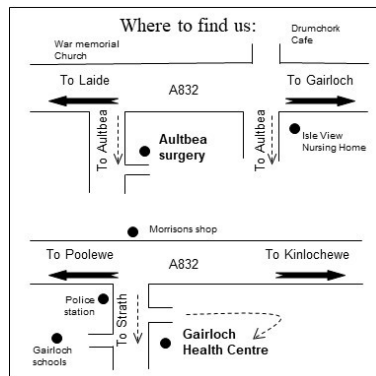 Where to find us:
War memorial
Church
Drumchork
Cafe
To Laide
A832
To Gairloch
To Aultbea
Aultbea
surgery
To Aultbea
Isle View
Nursing Home
Morrisons shop
To Poolewe
A832
To Kinlochewe
Police
station
To Strath
Gairloch
schools
Gairloch
Health Centre